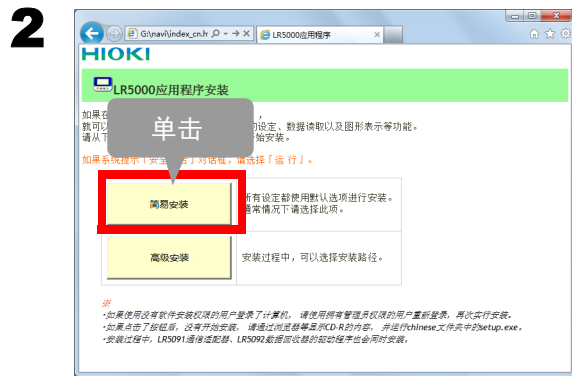 2
G:\navi\index_cn.h
LR5000应用程序
HIOKI
LR5000应用程序安装
单击
如果在
，
就可以
的设定、数据读取以及图形表示等功能。
请从下
始安装。
如果系统提示「安全
告」对话框，请选择「运 行」。
简易安装
所有设定都使用默认选项进行安装。
通常情况下请选择此项。
高级安装
安装过程中，可以选择安装路径。
※
·如果使用没有软件安装权限的用户登录了计算机， 请使用拥有管理员权限的用户重新登录，再次实行安装。
·如果点击了按钮后，没有开始安装， 请通过浏览器等显示CD-R的内容， 并运行chinese文件夹中的setup.exe。
·安装过程中，LR5091通信适配器、LR5092数据回收器的驱动程序也会同时安装。